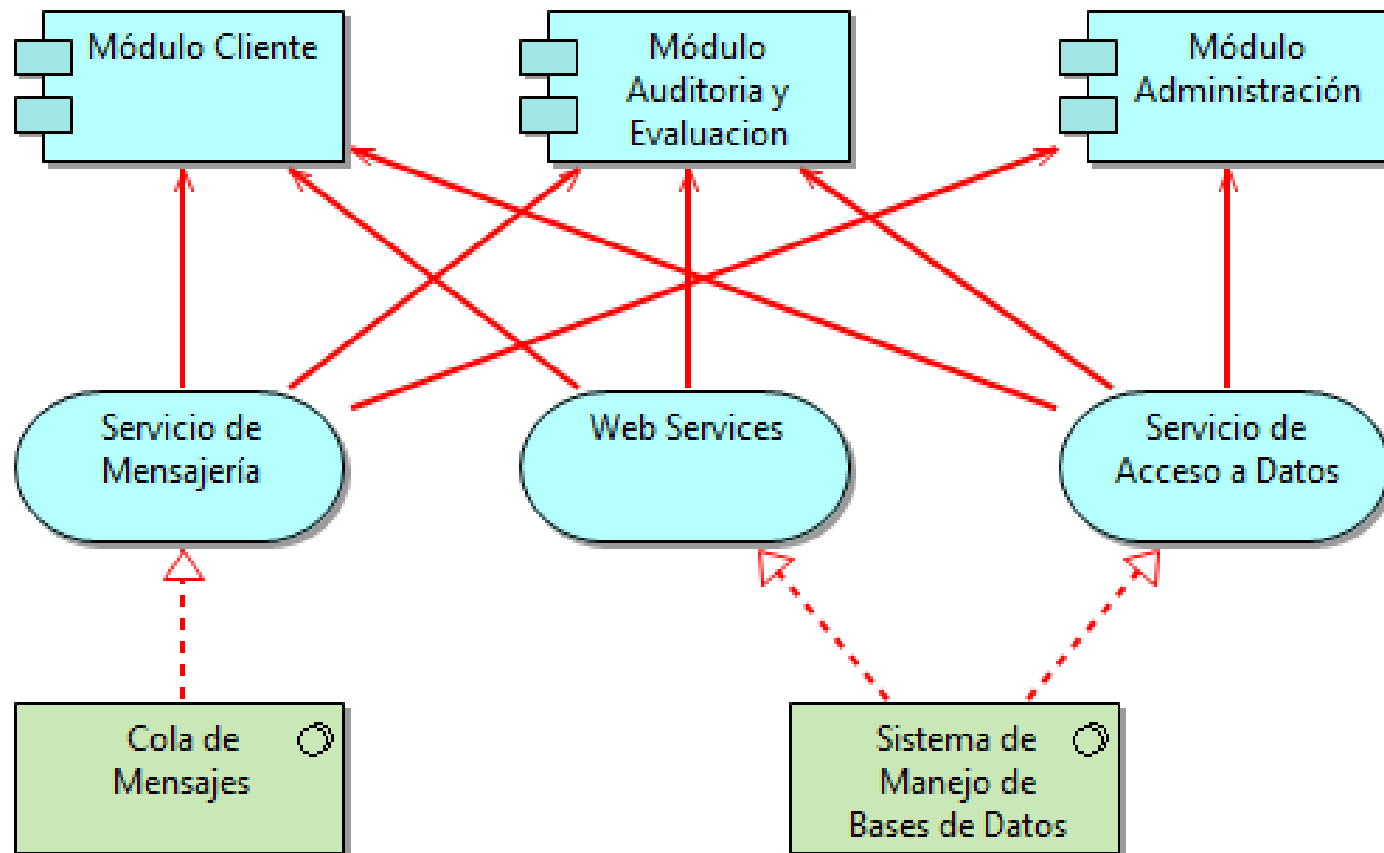 Módulo Cliente
Módulo
Auditoria y
Evaluacion
Módulo
Administración
Servicio de
Mensajería
Web Services
Servicio de
Acceso a Datos
Cola de
Mensajes
Sistema de
Manejo de
Bases de Datos